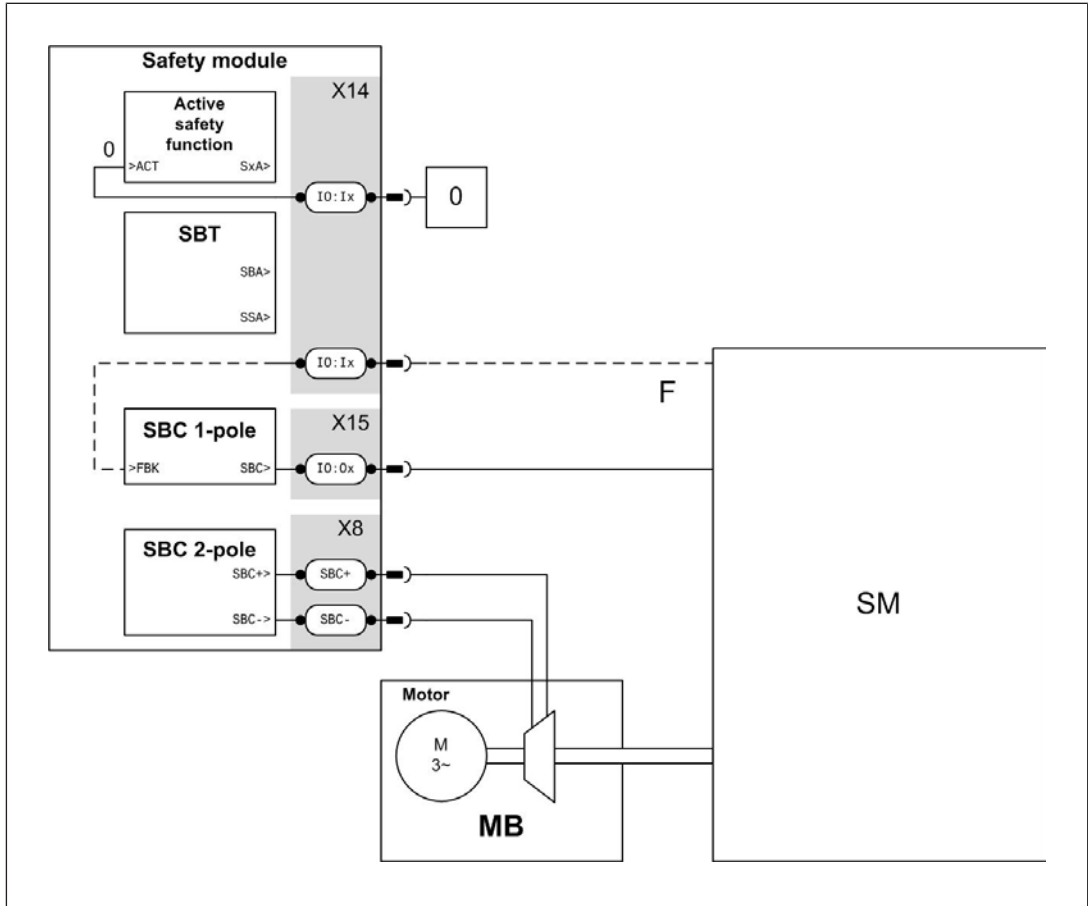 Safety module
X14
Active
safety
function
0
>ACT SxA>
IO:Ix
0
SBT
SBA>
SSA>
IO:Ix
F
SBC 1-pole
X15
>FBK SBC>
IO:Ox
SBC 2-pole
X8
SBC+>
SBC+
SBC->
SBC-
SM
Motor
M
3~
MB